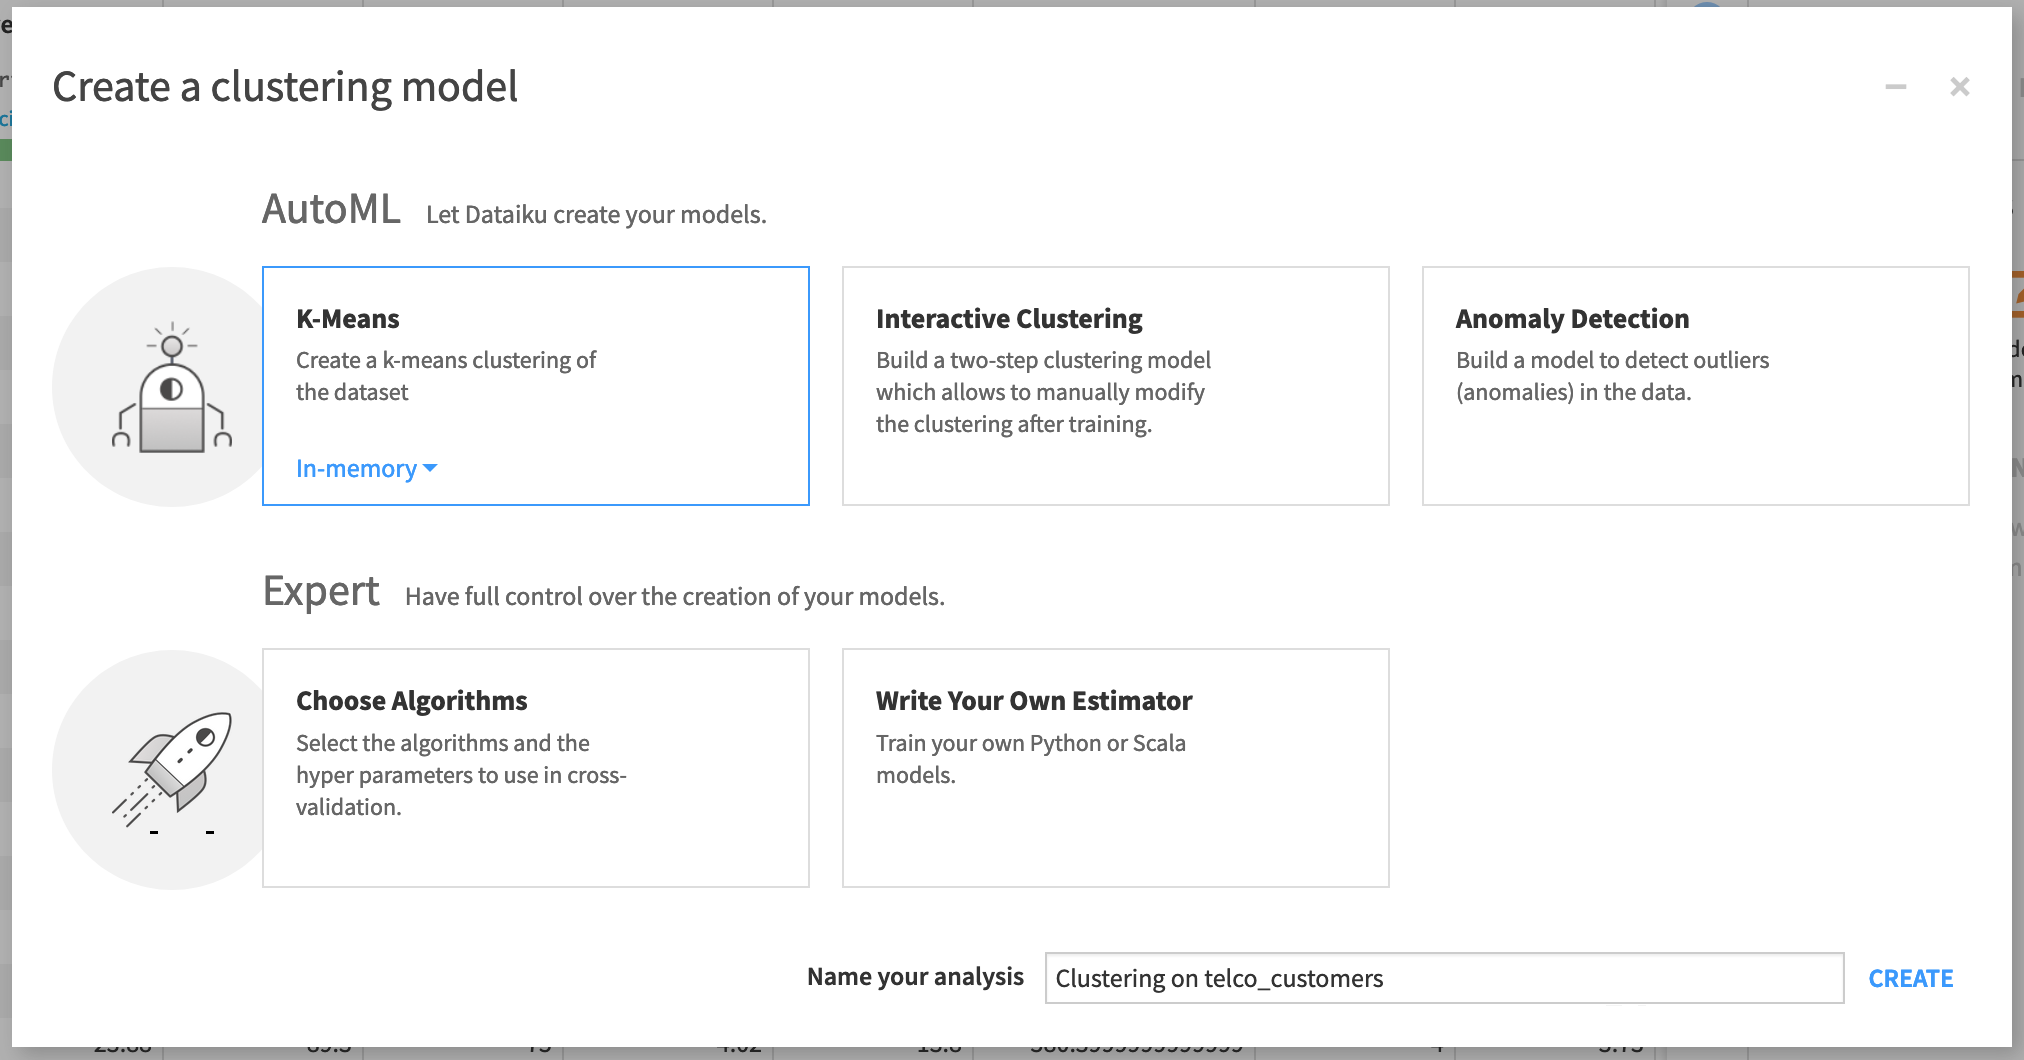 Create a clustering model
AutoML Let Dataiku create your models.
K-Means
Create a k-means clustering of
the dataset
In-memory
Interactive Clustering
Build a two-step clustering model
which allows to manually modify
the clustering after training.
Anomaly Detection
Build a model to detect outliers
(anomalies) in the data.
Expert Have full control over the creation of your models.
Choose Algorithms
Select the algorithms and the
hyper parameters to use in cross-
validation.
Write Your Own Estimator
Train your own Python or Scala
models.
Name your analysis Clustering on telco_customers CREATE